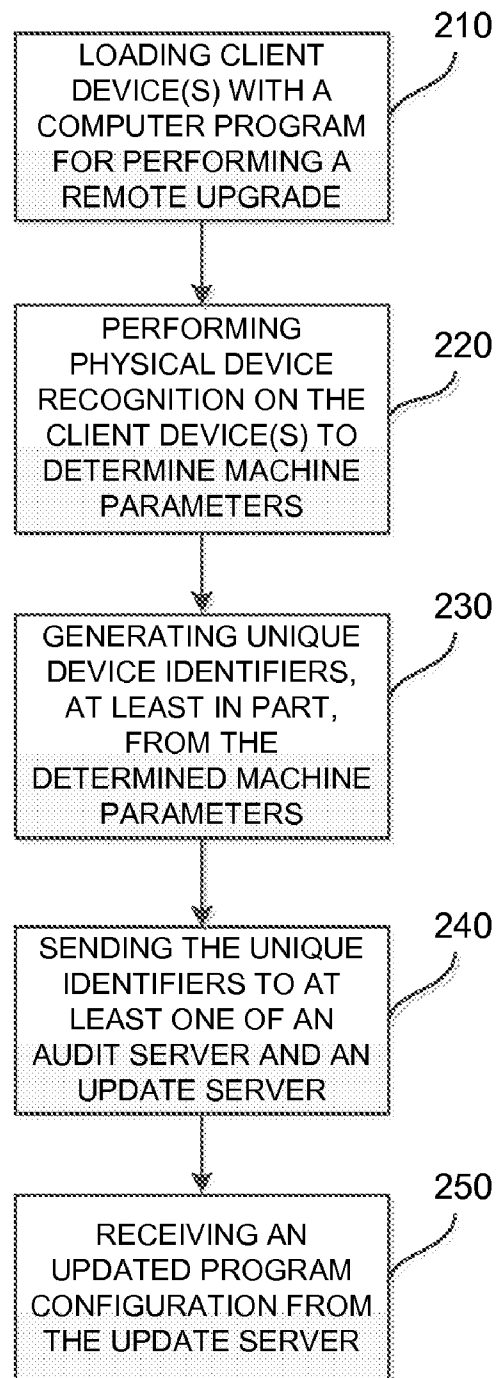 210
LOADING CLIENT
DEVICE(S) WITH A
COMPUTER PROGRAM
FOR PERFORMING A
REMOTE UPGRADE
220
PERFORMING
PHYSICAL DEVICE
RECOGNITION ON THE
CLIENT DEVICE(S) TO
DETERMINE MACHINE
PARAMETERS
230
GENERATING UNIQUE
DEVICE IDENTIFIERS,
AT LEAST IN PART,
FROM THE
DETERMINED MACHINE
PARAMETERS
240
SENDING THE UNIQUE
IDENTIFIERS TO AT
LEAST ONE OF AN
AUDIT SERVER AND AN
UPDATE SERVER
250
RECEIVING AN
UPDATED PROGRAM
CONFIGURATION FROM
THE UPDATE SERVER